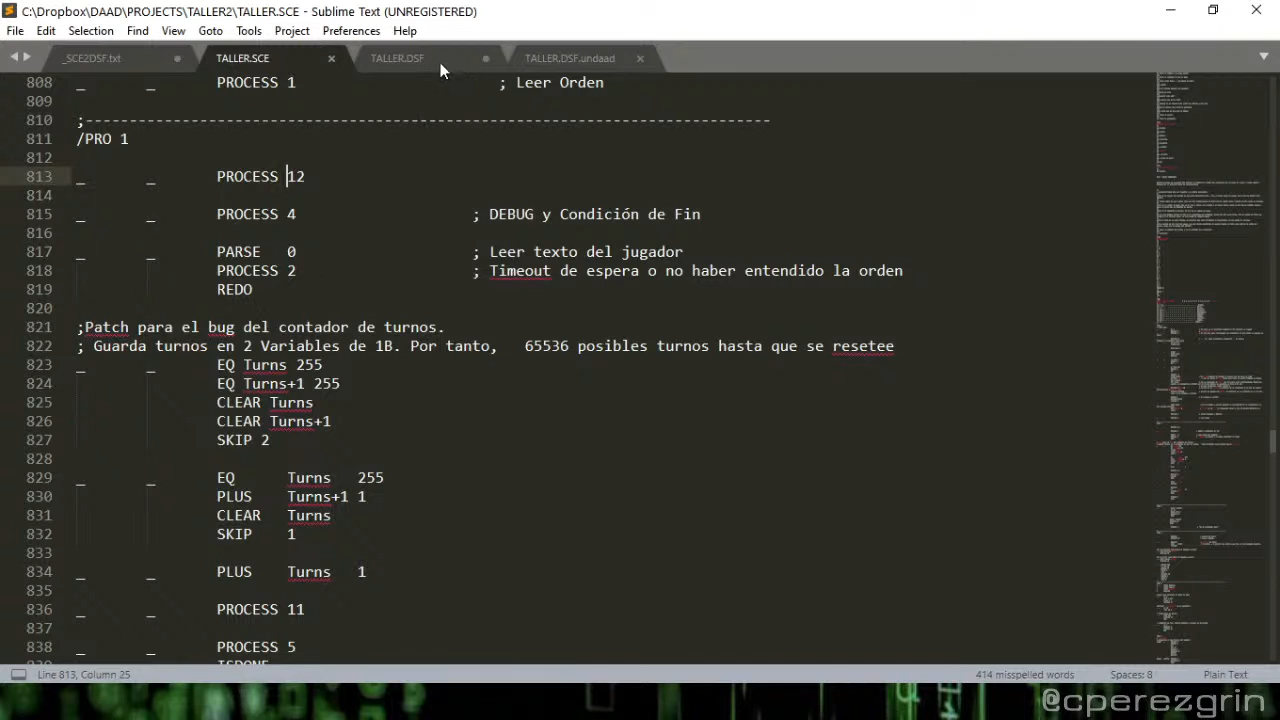 C:\Dropbox\DAAD\PROJECTS\TALLER2\TALLER.SCE - Sublime Text (UNREGISTERED)
File Edit Selection Find View Goto Tools Project Preferences Help
_SCE2DSF.txt TALLER.SCE TALLER.DSF TALLER.DSF.undaad
808 _ _ PROCESS 1 ; Leer Orden
809
810 ;------------------------------------------------------------------------------
811 /PRO 1
812
813 _ _ PROCESS 12
814
815 _ _ PROCESS 4 ; DEBUG y Condición de Fin
816
817 _ _ PARSE 0 ; Leer texto del jugador
818 PROCESS 2 ; Timeout de espera o no haber entendido la orden
819 REDO
820
821 ;Patch para el bug del contador de turnos.
822 ; Guarda turnos en 2 Variables de 1B. Por tanto, 65536 posibles turnos hasta que se resetee
823 _ _ EQ Turns 255
824 EQ Turns+1 255
825 CLEAR Turns
826 CLEAR Turns+1
827 SKIP 2
828
829 _ _ EQ Turns 255
830 PLUS Turns+1 1
831 CLEAR Turns
832 SKIP 1
833
834 _ _ PLUS Turns 1
835
836 _ _ PROCESS 11
837
838 _ _ PROCESS 5
839 ISDONE
Line 813, Column 25 414 misspelled words Spaces: 8 Plain Text
@cperezgrin